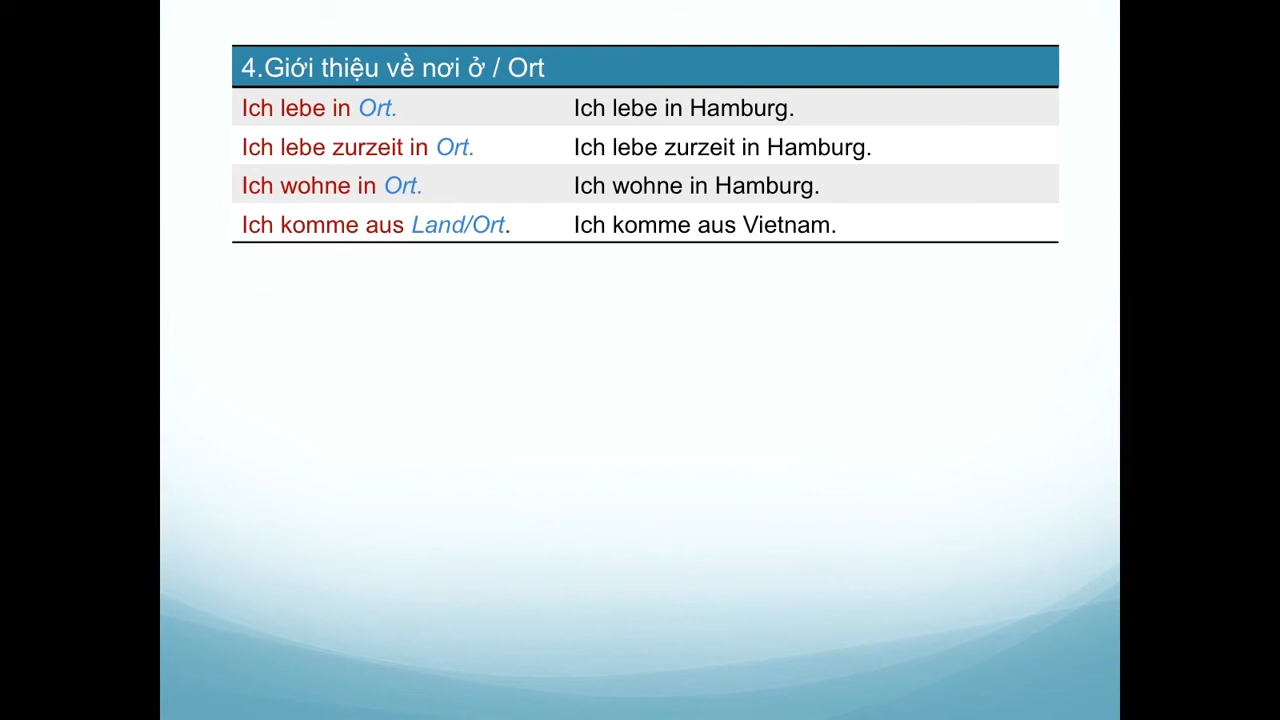 4.Giới thiệu về nơi ở / Ort
Ich lebe in Ort. Ich lebe in Hamburg.
Ich lebe zurzeit in Ort. Ich lebe zurzeit in Hamburg.
Ich wohne in Ort. Ich wohne in Hamburg.
Ich komme aus Land/Ort. Ich komme aus Vietnam.